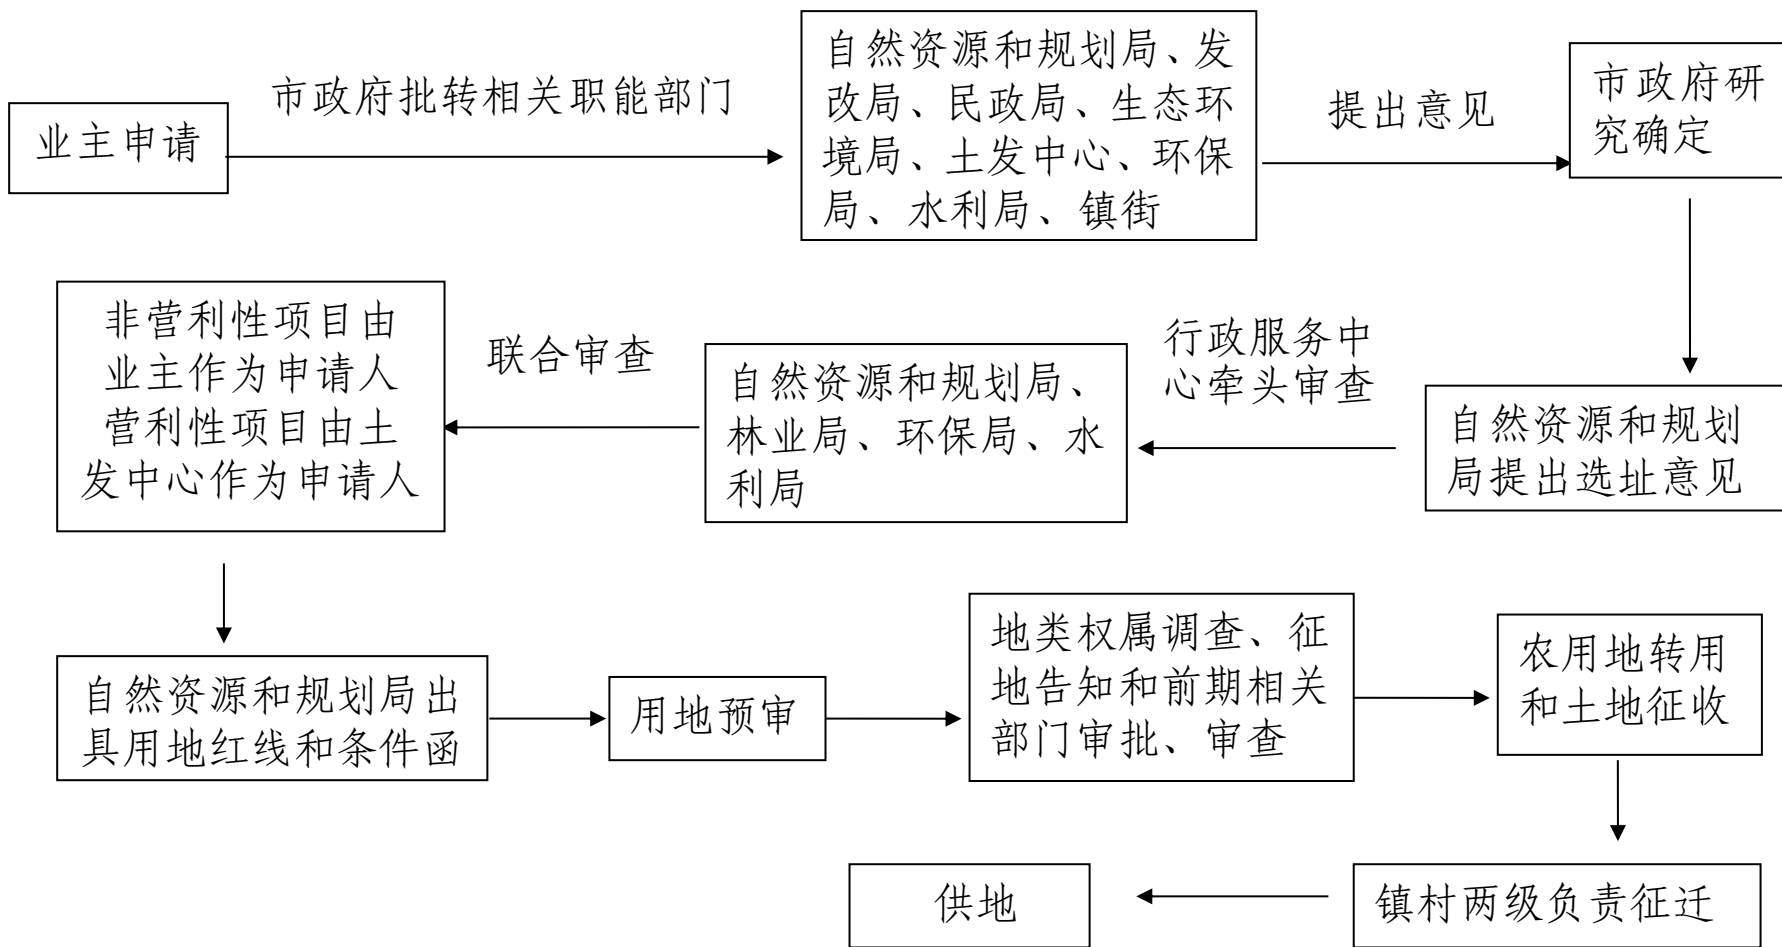 业主申请
市政府批转相关职能部门
自然资源和规划局、发
改局、民政局、生态环
境局、土发中心、环保
局、水利局、镇街
提出意见
市政府研
究确定
自然资源和规划
局提出选址意见
行政服务中
心牵头审查
自然资源和规划局、
林业局、环保局、水
利局
联合审查
非营利性项目由
业主作为申请人
营利性项目由土
发中心作为申请人
自然资源和规划局出
具用地红线和条件函
用地预审
地类权属调查、征
地告知和前期相关
部门审批、审查
农用地转用
和土地征收
镇村两级负责征迁
供地